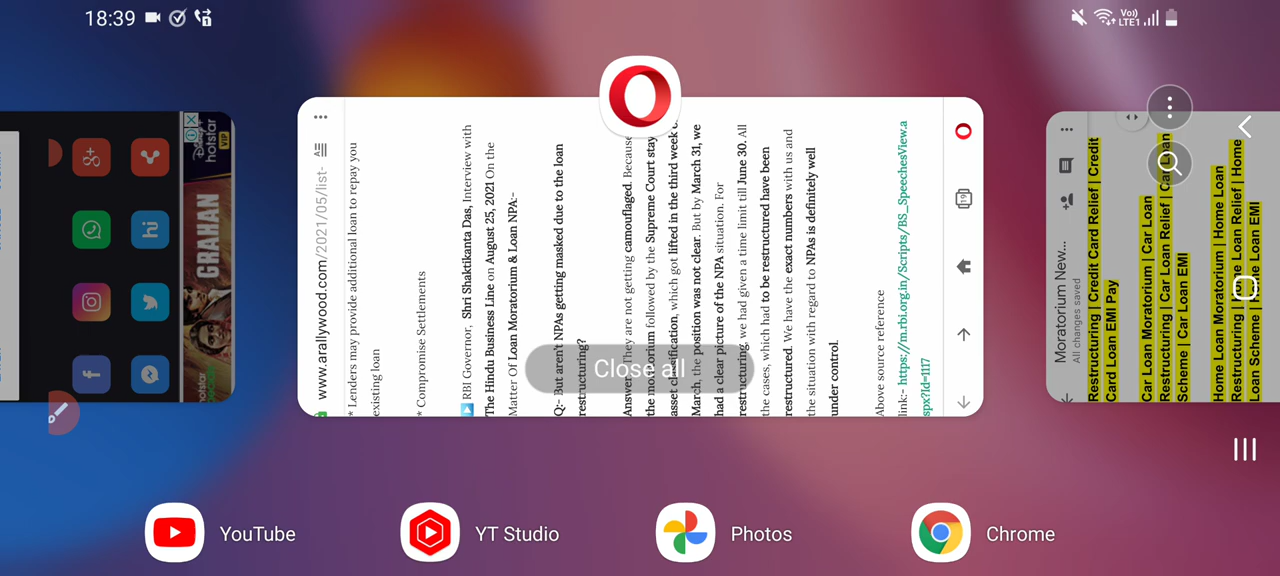 18:39
Vo))
LTE1
hotstar
VIP
GRAHAN
www.arallywood.com/2021/05/list-
* Lenders may provide additional loan to repay you
existing loan
* Compromise Settlements
RBI Governor, Shri Shaktikanta Das, Interview with
The Hindu Business Line on August 25, 2021 On the
Matter Of Loan Moratorium & Loan NPA:-
Q:- But aren't NPAs getting masked due to the loan
restructuring?
Answer:- They are not getting camouflaged. Because
the moratorium followed by the Supreme Court stay
asset classification, which got lifted in the third week
March, the position was not clear. But by March 31, we
had a clear picture of the NPA situation. For
restructuring, we had given a time limit till June 30. All
the cases, which had to be restructured have been
restructured. We have the exact numbers with us and
the situation with regard to NPAs is definitely well
under control.
Above source reference
link:- https://m.rbi.org.in/Scripts/BS_SpeechesView.a
spx?Id=1117
19
Close all
Moratorium New...
All changes saved
Restructuring | Credit Card Relief | Credit
Card Loan EMI Pay
Car Loan Moratorium | Car Loan
Restructuring | Car Loan Relief | Car Loan
Scheme | Car Loan EMI
Home Loan Moratorium | Home Loan
Restructuring | Home Loan Relief | Home
Loan Scheme | Home Loan EMI
YouTube
YT Studio
Photos
Chrome